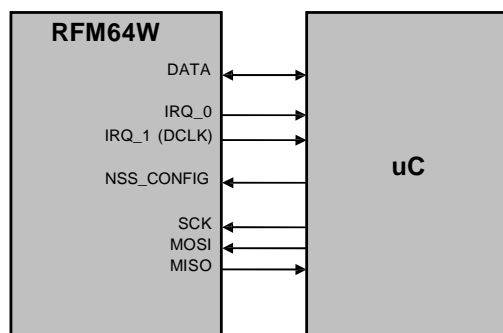 RFM64W
DATA
IRQ_0
IRQ_1 (DCLK)
NSS_CONFIG
uC
SCK
MOSI
MISO